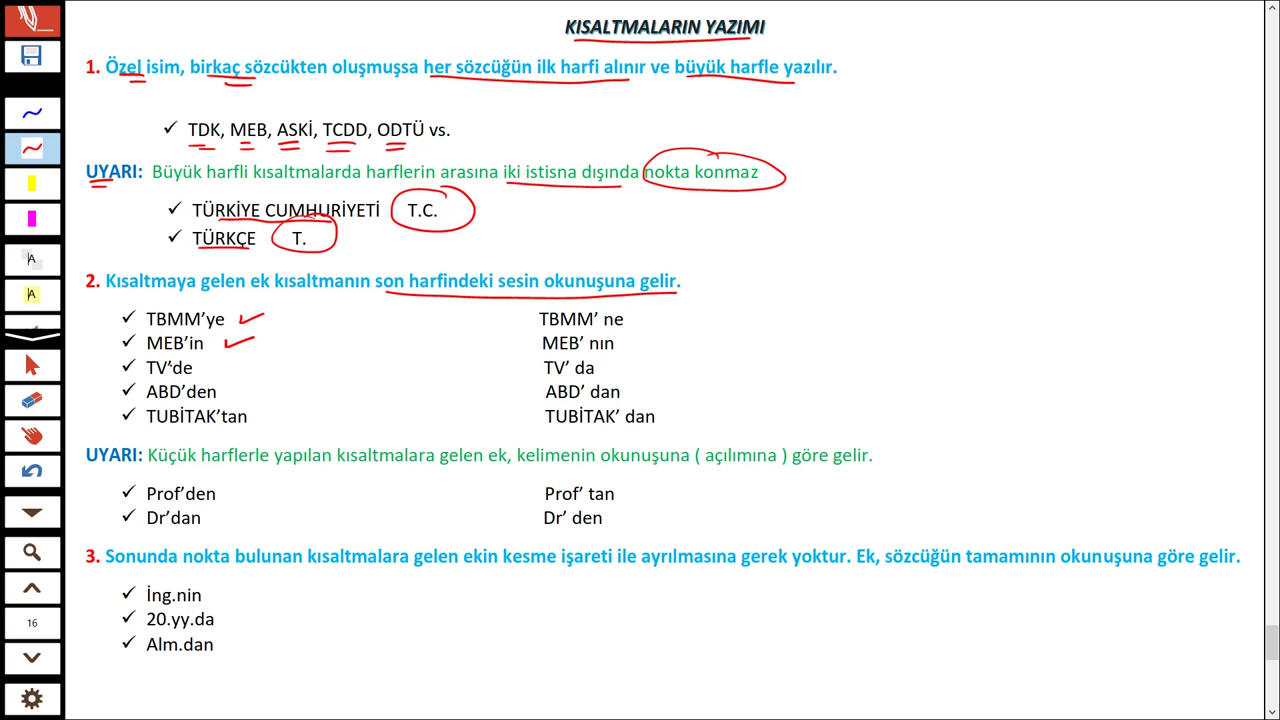 KISALTMALARIN YAZIMI
1. Özel isim, birkaç sözcükten oluşmuşsa her sözcüğün ilk harfi alınır ve büyük harfle yazılır.
✓ TDK, MEB, ASKİ, TCDD, ODTÜ vs.
UYARI: Büyük harfli kısaltmalarda harflerin arasına iki istisna dışında nokta konmaz
✓ TÜRKİYE CUMHURİYETİ T.C.
✓ TÜRKÇE T.
2. Kısaltmaya gelen ek kısaltmanın son harfindeki sesin okunuşuna gelir.
✓ TBMM’ye TBMM’ ne
✓ MEB’in MEB’ nın
✓ TV’de TV’ da
✓ ABD’den ABD’ dan
✓ TUBİTAK’tan TUBİTAK’ dan
UYARI: Küçük harflerle yapılan kısaltmalara gelen ek, kelimenin okunuşuna ( açılımına ) göre gelir.
✓ Prof’den Prof’ tan
✓ Dr’dan Dr’ den
3. Sonunda nokta bulunan kısaltmalara gelen ekin kesme işareti ile ayrılmasına gerek yoktur. Ek, sözcüğün tamamının okunuşuna göre gelir.
✓ İng.nin
✓ 20.yy.da
✓ Alm.dan
A
A
16